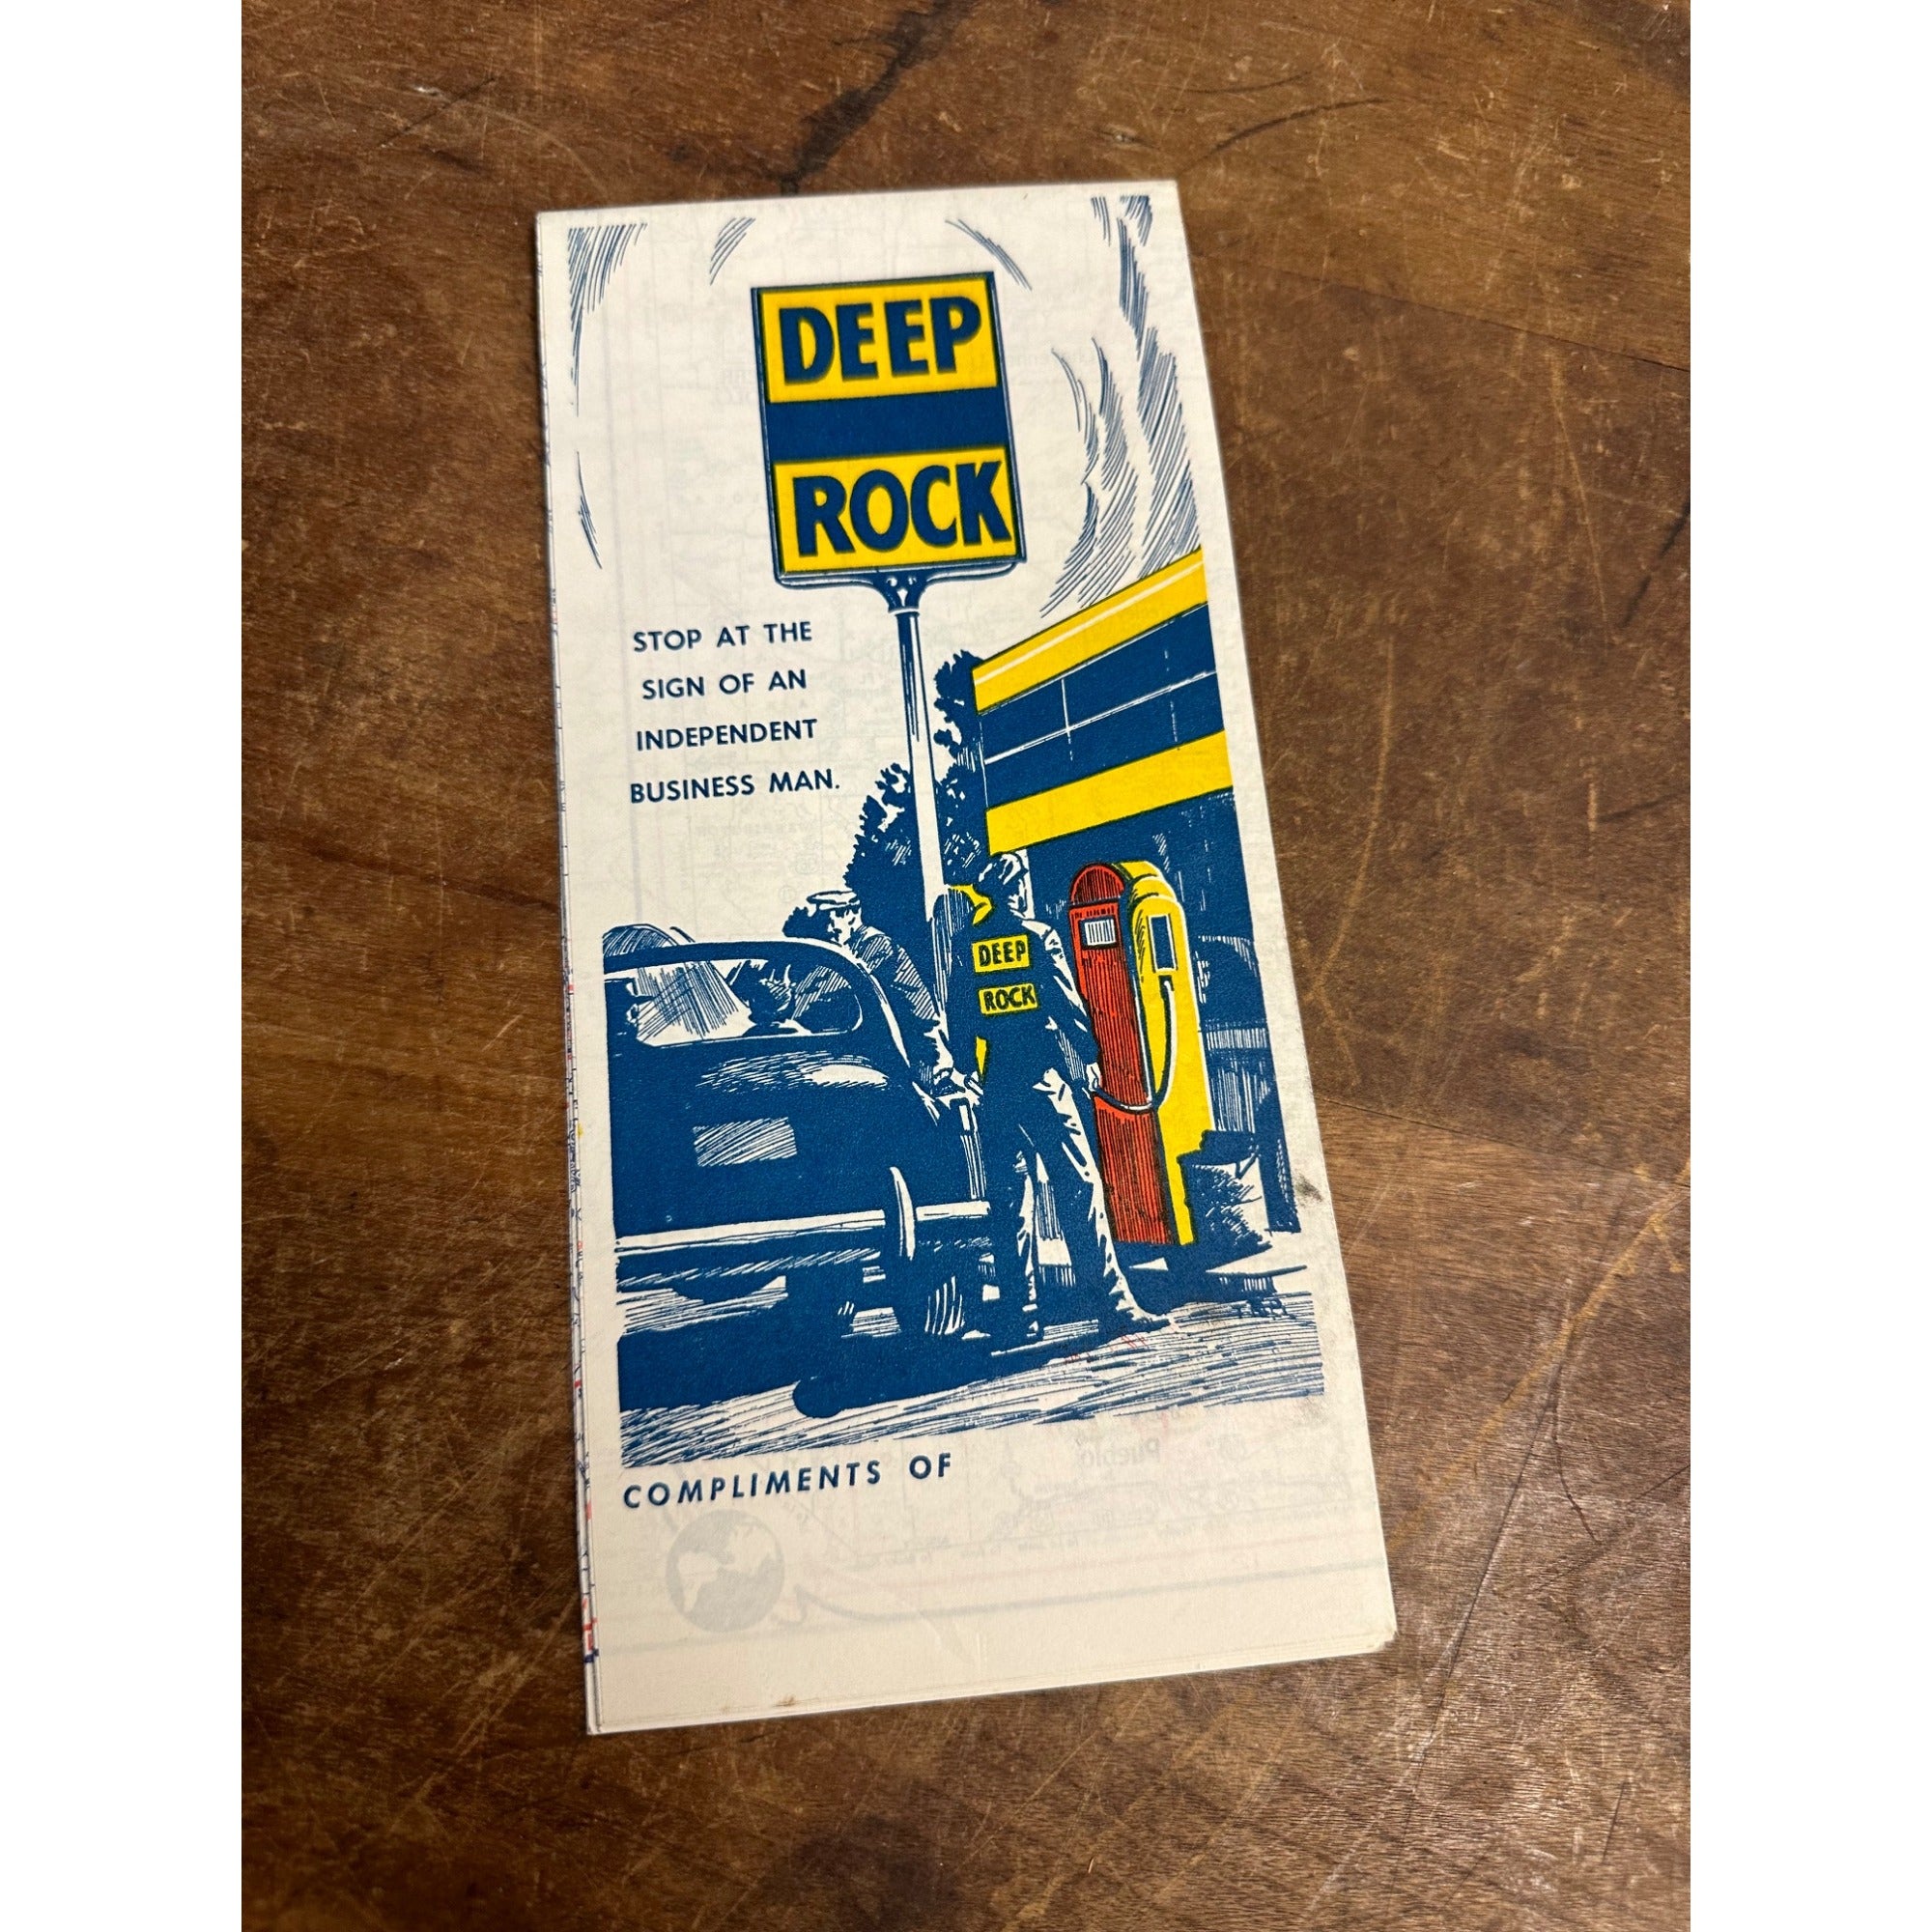 DEEP
ROCK
STOP AT THE
SIGN OF AN
INDEPENDENT
BUSINESS MAN.
DEEP
ROCK
COMPLIMENTS OF
Pueblo